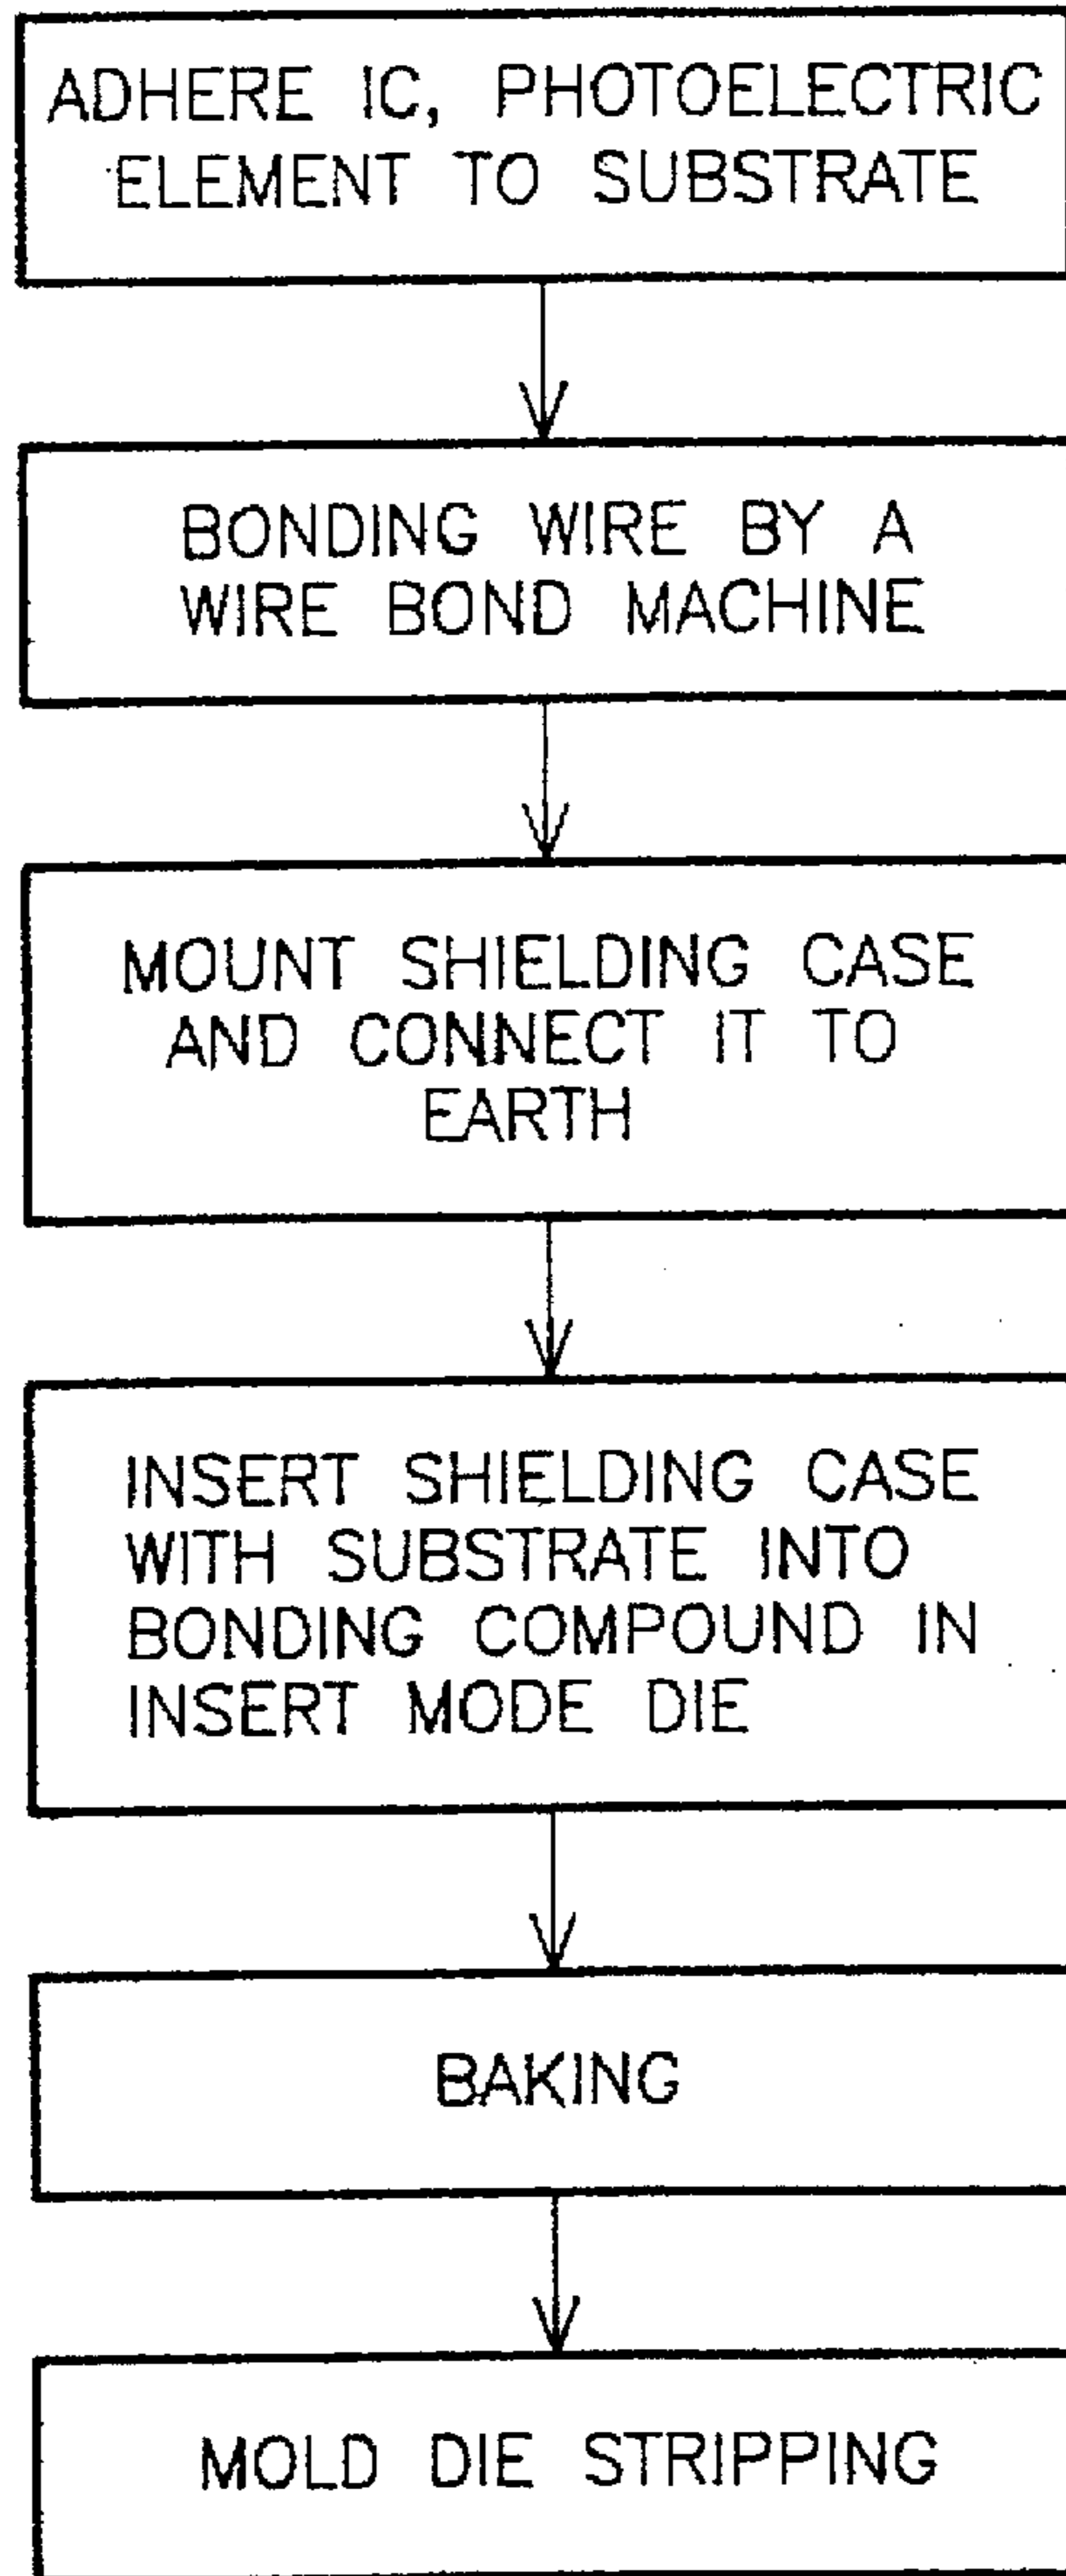 ADHERE IC, PHOTOELECTRIC
ELEMENT TO SUBSTRATE
BONDING WIRE BY A
WIRE BOND MACHINE
MOUNT SHIELDING CASE
AND CONNECT IT TO
EARTH
INSERT SHIELDING CASE
WITH SUBSTRATE INTO
BONDING COMPOUND IN
INSERT MODE DIE
BAKING
MOLD DIE STRIPPING